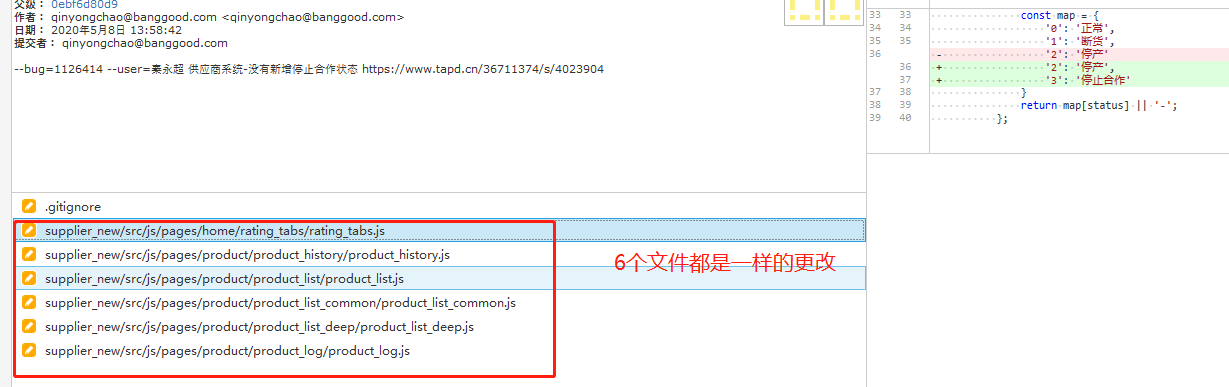 父级： 0ebf6d80d9
作者： qinyongchao@banggood.com <qinyongchao@banggood.com>
日期： 2020年5月8日 13:58:42
提交者： qinyongchao@banggood.com
--bug=1126414 --user=秦永超 供应商系统-没有新增停止合作状态 https://www.tapd.cn/36711374/s/4023904
.gitignore
supplier_new/src/js/pages/home/rating_tabs/rating_tabs.js
supplier_new/src/js/pages/product/product_history/product_history.js
supplier_new/src/js/pages/product/product_list/product_list.js
supplier_new/src/js/pages/product/product_list_common/product_list_common.js
supplier_new/src/js/pages/product/product_list_deep/product_list_deep.js
supplier_new/src/js/pages/product/product_log/product_log.js
6个文件都是一样的更改
33 33 const map = {
34 34 '0': '正常',
35 35 '1': '断货',
36 - '2': '停产'
36 + '2': '停产',
37 + '3': '停止合作'
37 38 }
38 39 return map[status] || '-';
39 40 };